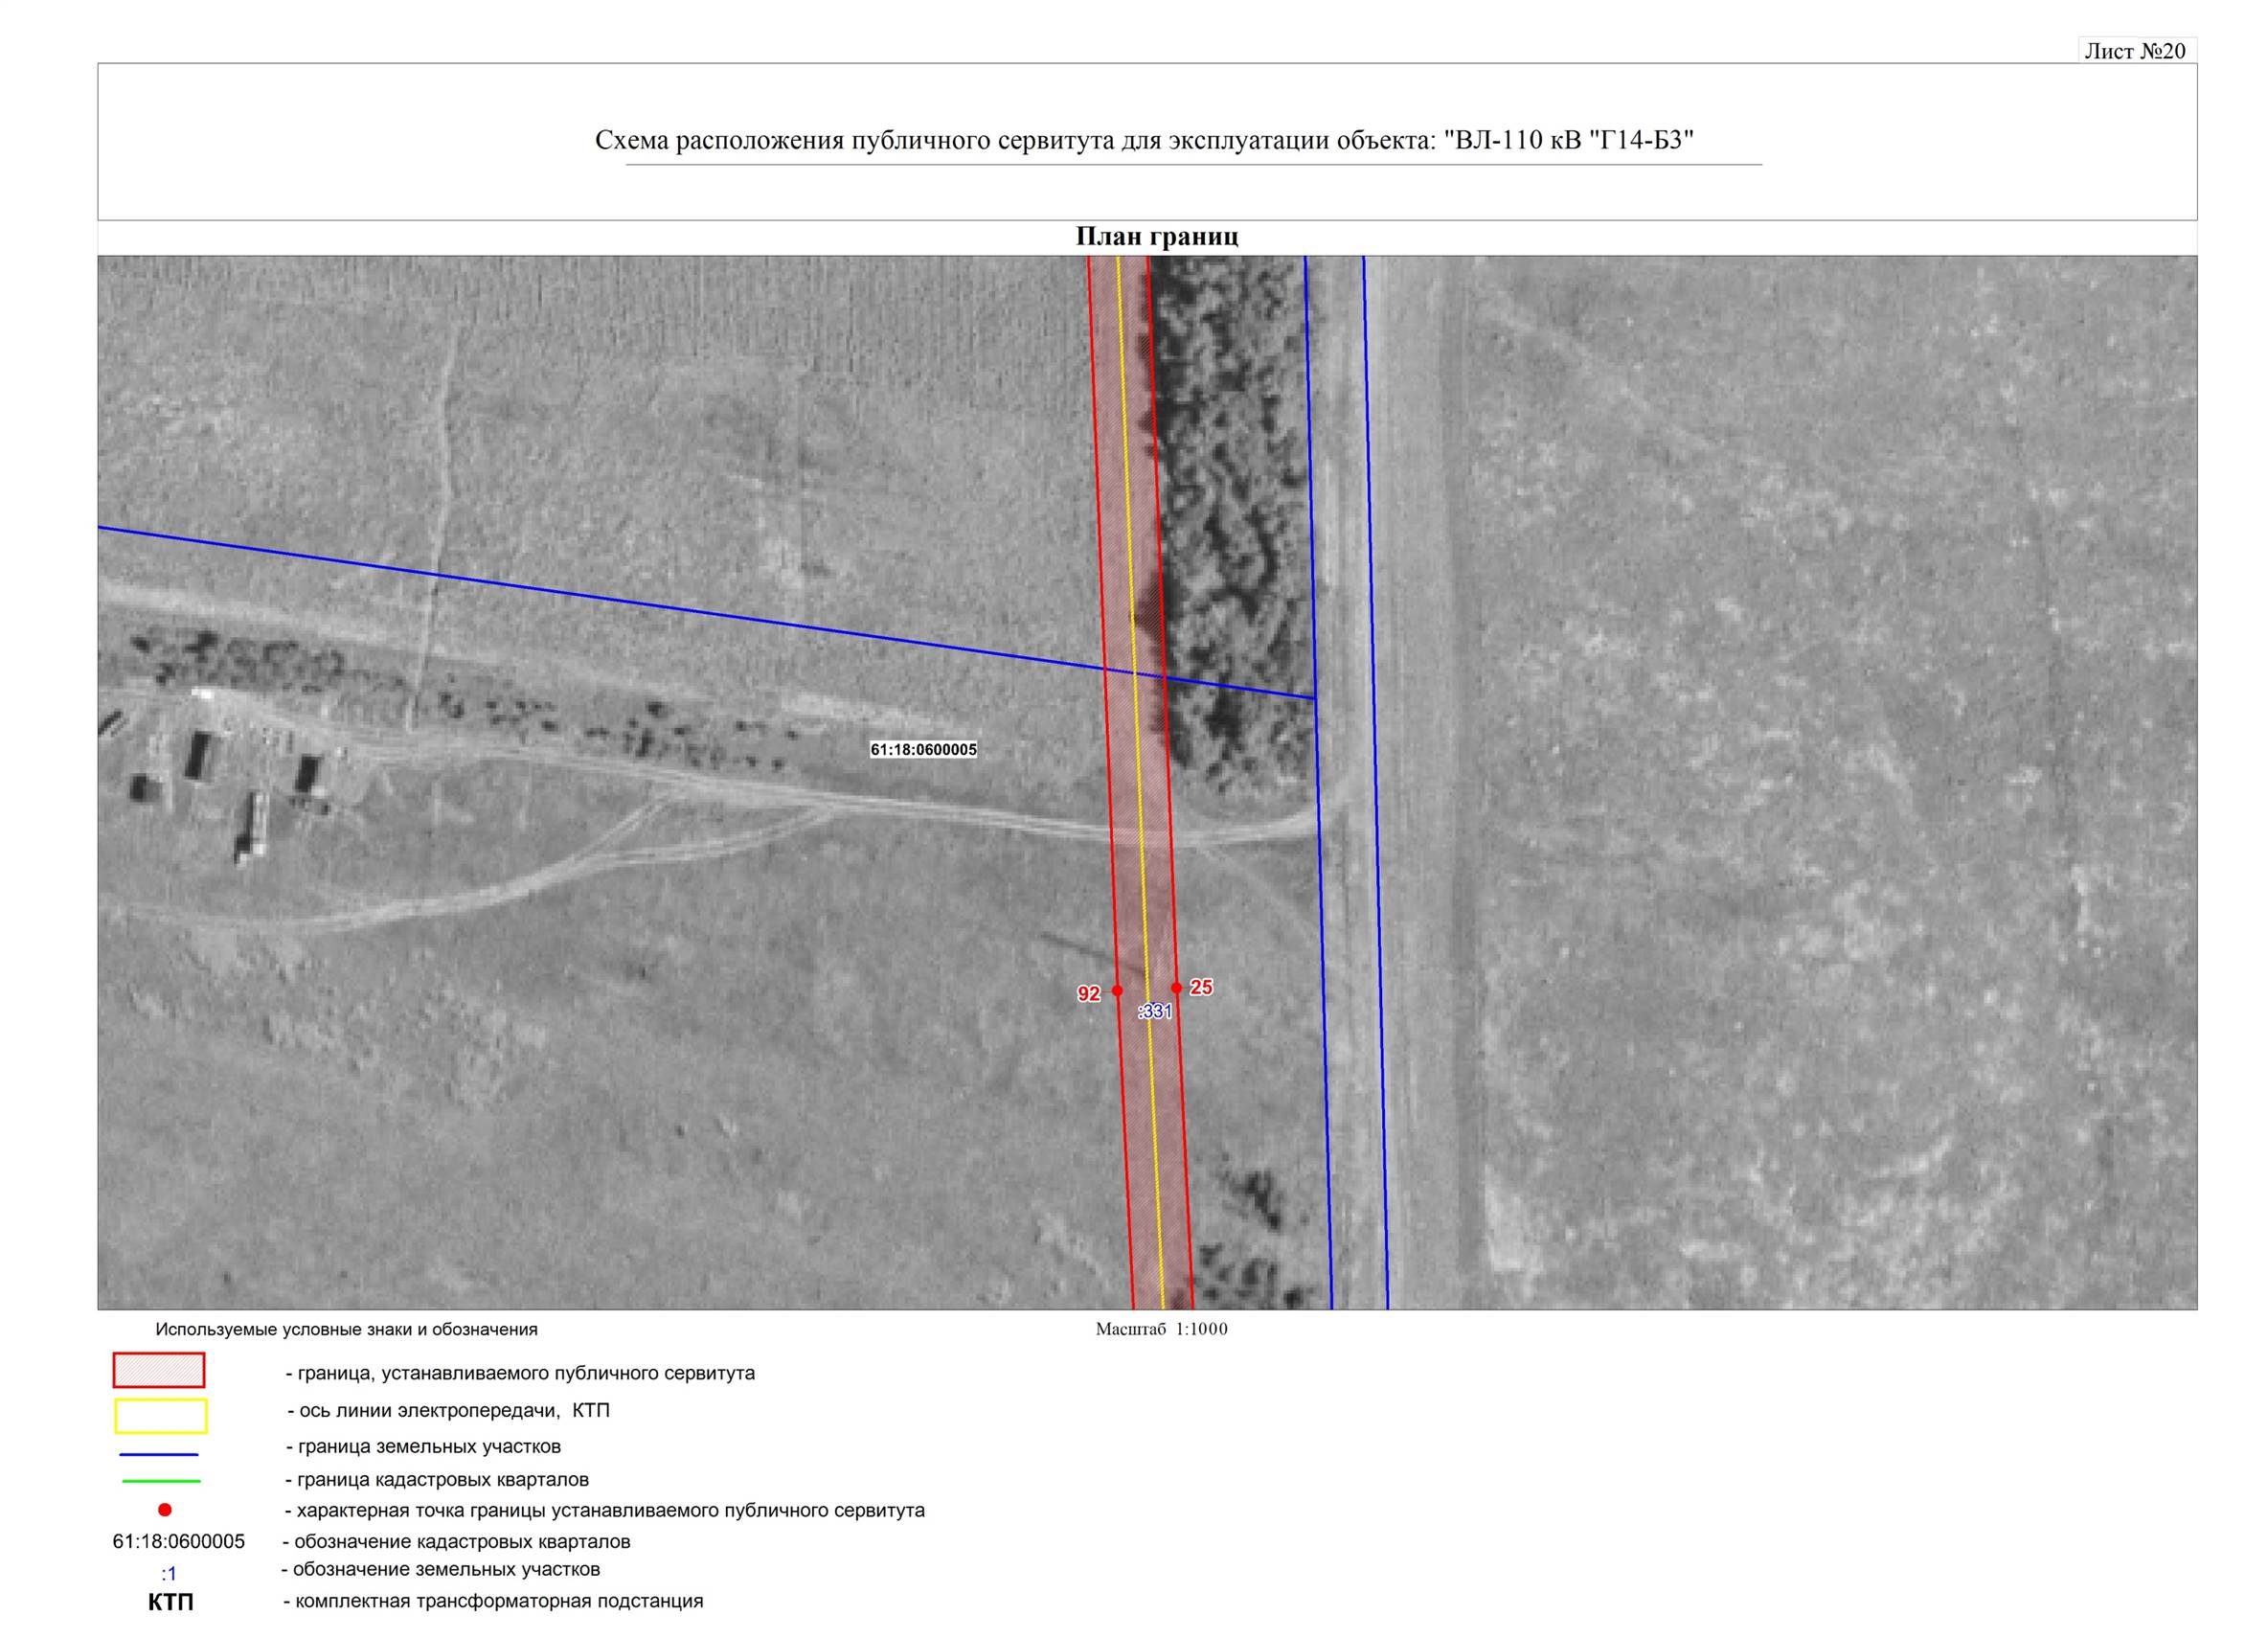 Лист №20
Схема расположения публичного сервитута для эксплуатации объекта: "ВЛ-110 кВ "Г14-Б3"
План границ
61:18:0600005
92
25
:331
Используемые условные знаки и обозначения
Масштаб 1:1000
- граница, устанавливаемого публичного сервитута
- ось линии электропередачи, КТП
- граница земельных участков
- граница кадастровых кварталов
- характерная точка границы устанавливаемого публичного сервитута
61:18:0600005 - обозначение кадастровых кварталов
:1 - обозначение земельных участков
КТП - комплектная трансформаторная подстанция